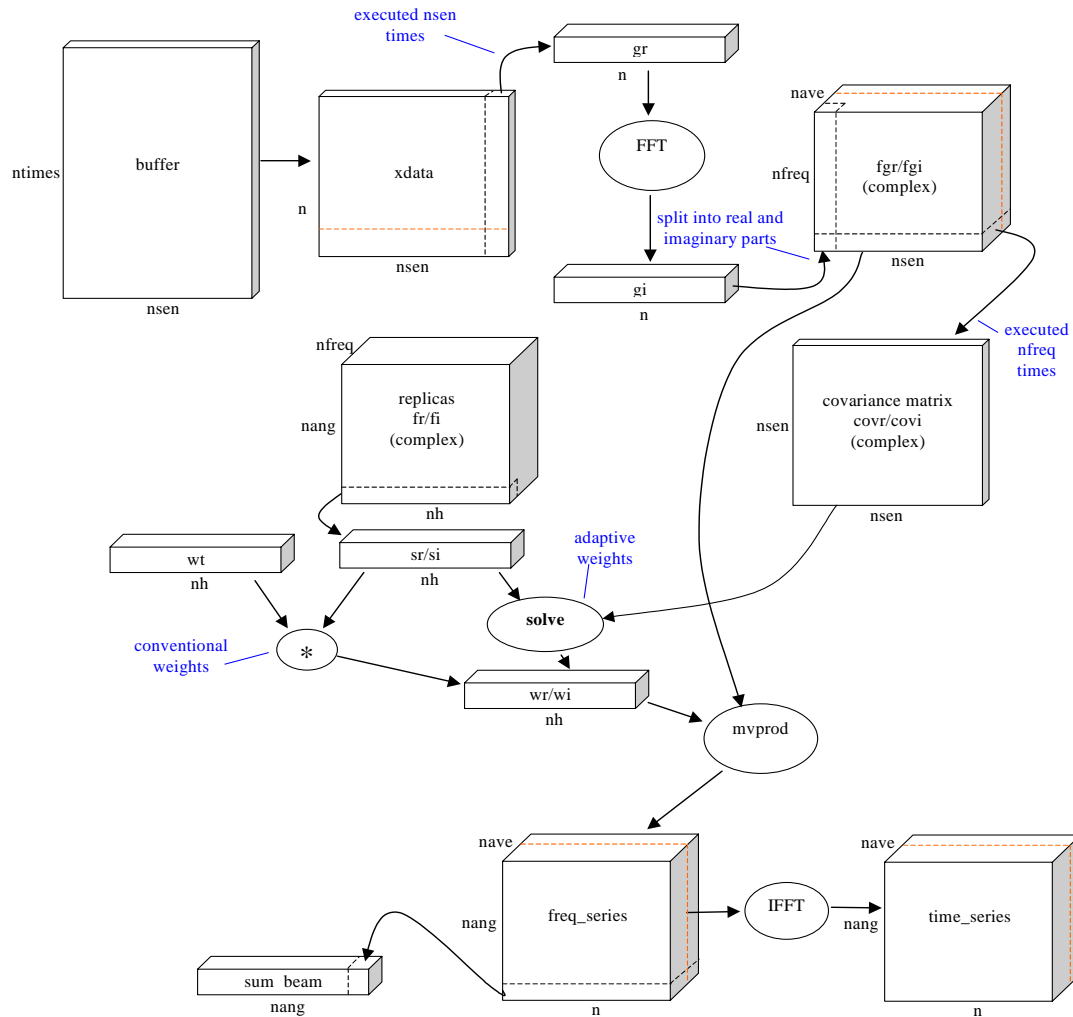 executed nsen
times
gr
n
nave
FFT
buffer
ntimes
xdata
n
nfreq
fgr/fgi
(complex)
split into real and
imaginary parts
nsen
nsen
nsen
gi
n
executed
nfreq
times
nfreq
replicas
fr/fi
(complex)
nang
nh
covariance matrix
covr/covi
(complex)
nsen
nsen
adaptive
weights
wt
nh
sr/si
nh
solve
conventional
weights
*
wr/wi
nh
mvprod
nave
nave
nang
freq_series
IFFT
nang
time_series
sum_beam
nang
n
n